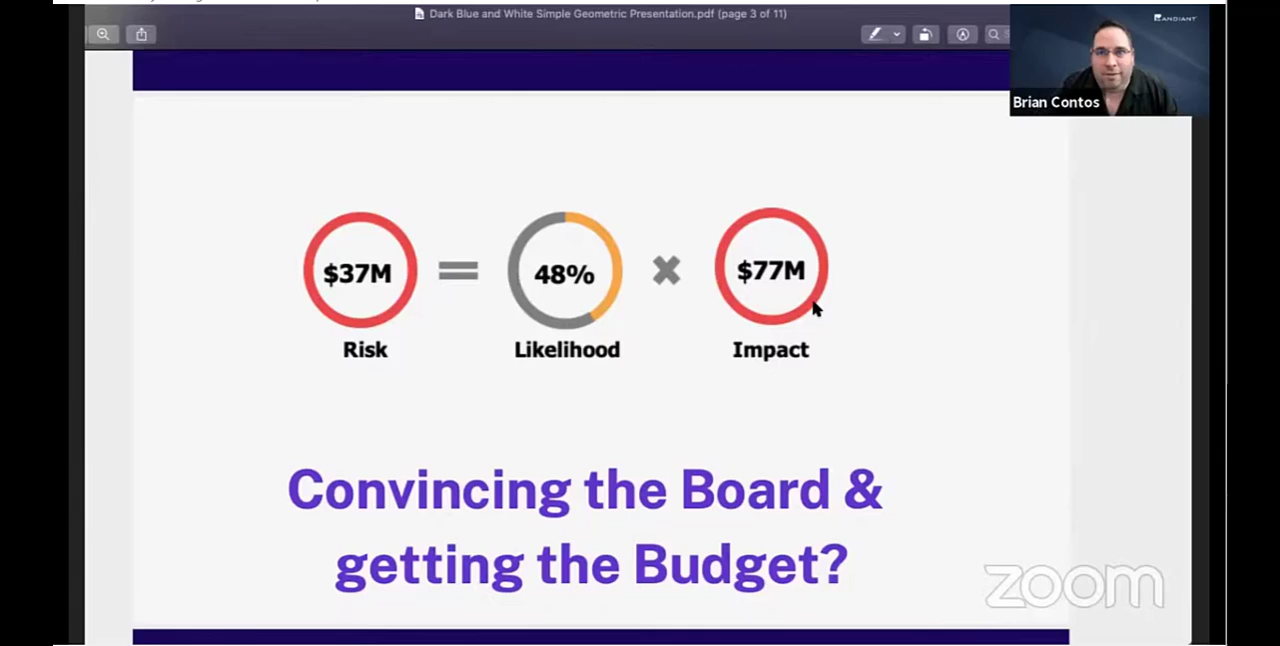 Dark Blue and White Simple Geometric Presentation.pdf (page 3 of 11)
MANDIANT
Brian Contos
$37M = 48% × $77M
Risk Likelihood Impact
Convincing the Board &
getting the Budget?
zoom